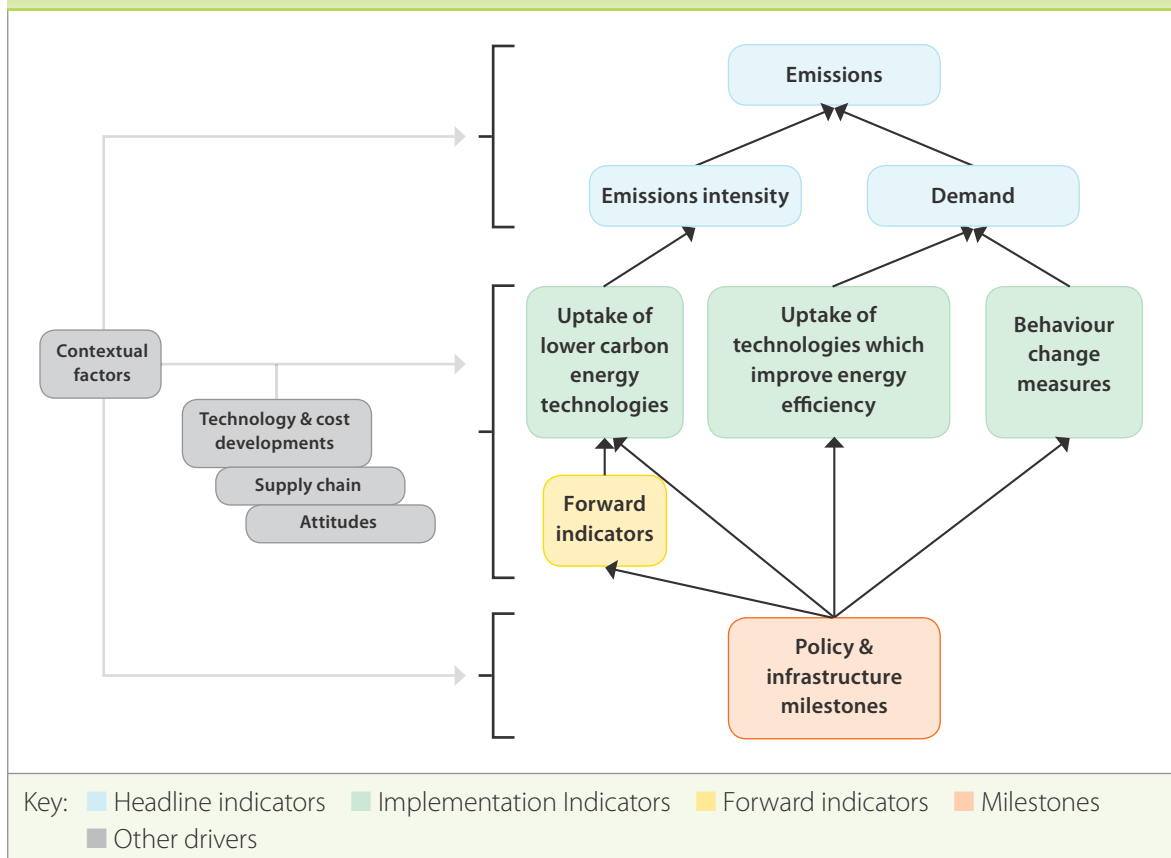 Emissions
Emissions intensity
Demand
Uptake of
lower carbon
energy
technologies
Uptake of
technologies which
improve energy
efficiency
Behaviour
change
measures
Contextual
factors
Technology & cost
developments
Supply chain
Attitudes
Forward
indicators
Policy &
infrastructure
milestones
Key: Headline indicators Implementation Indicators Forward indicators Milestones
Other drivers